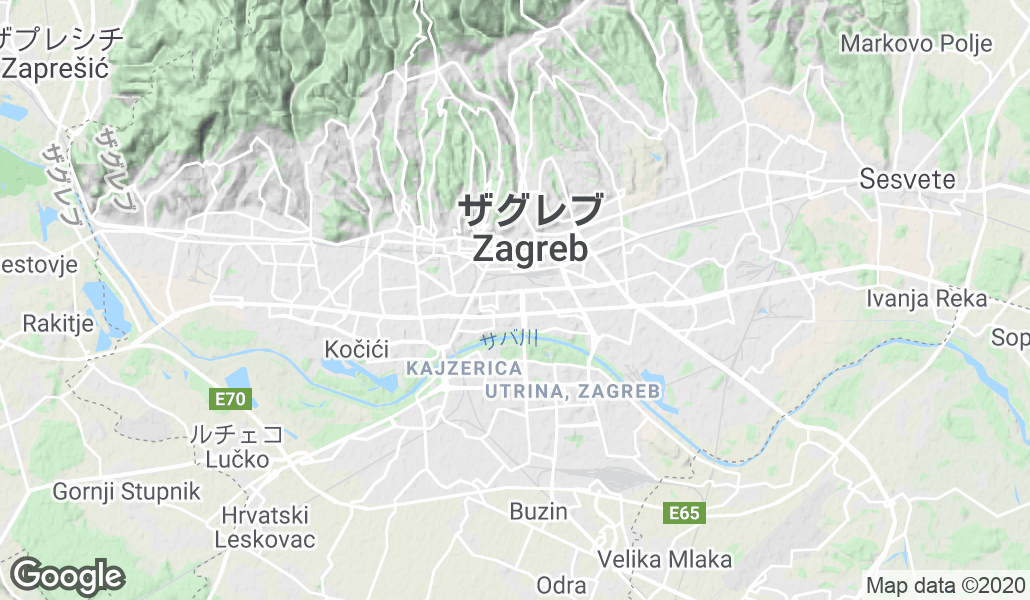 ザプレシチ
Zaprešić
Markovo Polje
ザグレブ
ザグレブ
Sesvete
ザグレブ
Zagreb
estovje
Ivanja Reka
Rakitje
サバ川
Sop
Kočići
KAJZERICA
UTRINA, ZAGREB
E70
ルチェコ
Lučko
Gornji Stupnik
Hrvatski
Leskovac
Buzin
E65
Velika Mlaka
Odra
Google
Map data ©2020